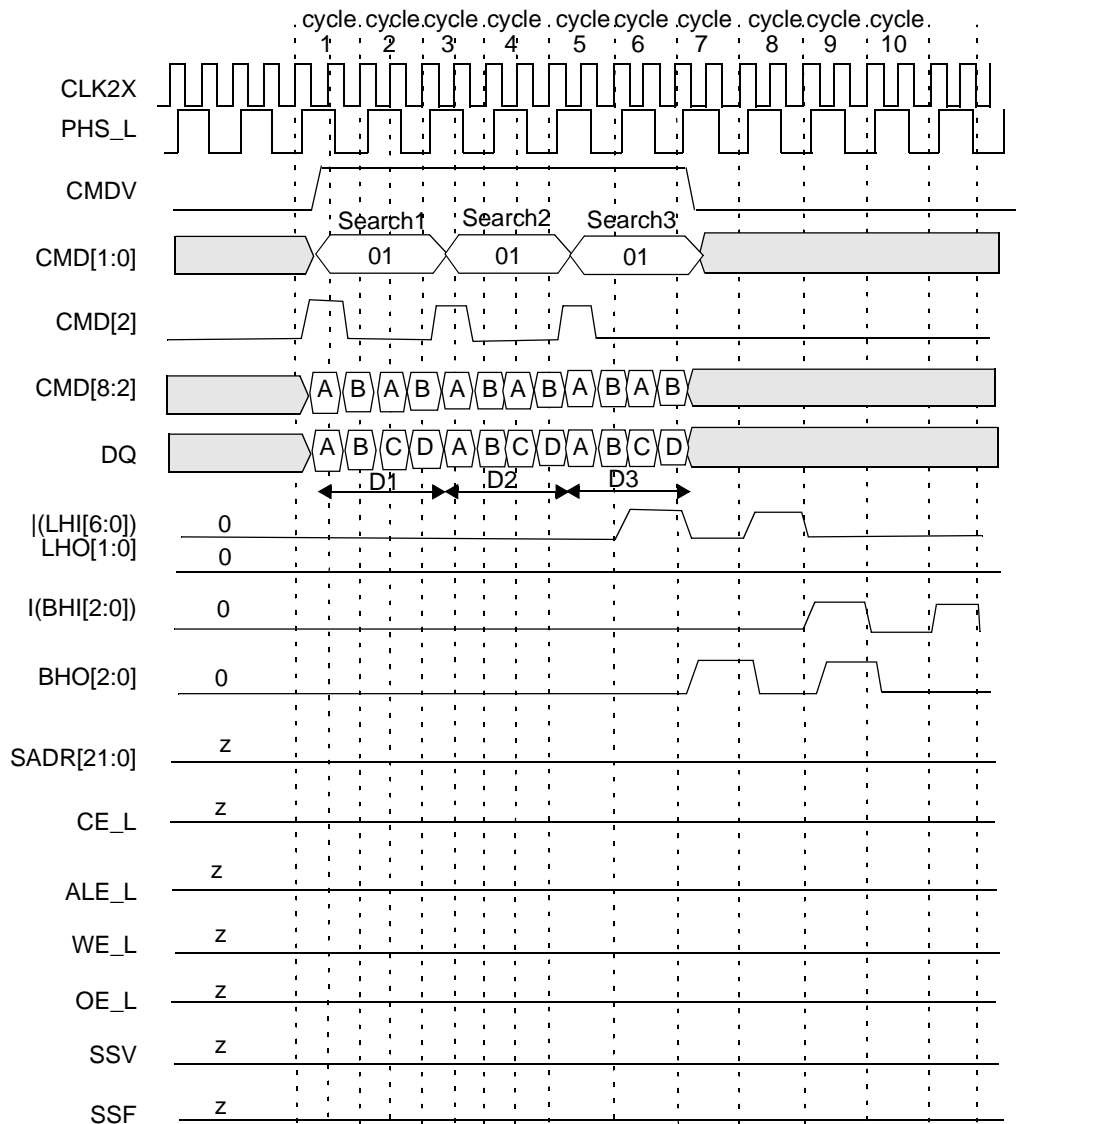 cycle cycle cycle cycle cycle cycle cycle cycle cycle cycle
1 2 3 4 5 6 7 8 9 10
CLK2X
PHS_L
CMDV
Search1 Search2 Search3
CMD[1:0] 01 01 01
CMD[2]
CMD[8:2] A B A B A B A B A B A B
DQ A B C D A B C D A B C D
D1 D2 D3
|(LHI[6:0]) 0
LHO[1:0] 0
I(BHI[2:0]) 0
BHO[2:0] 0
SADR[21:0] z
CE_L z
ALE_L z
WE_L z
OE_L z
SSV z
SSF z